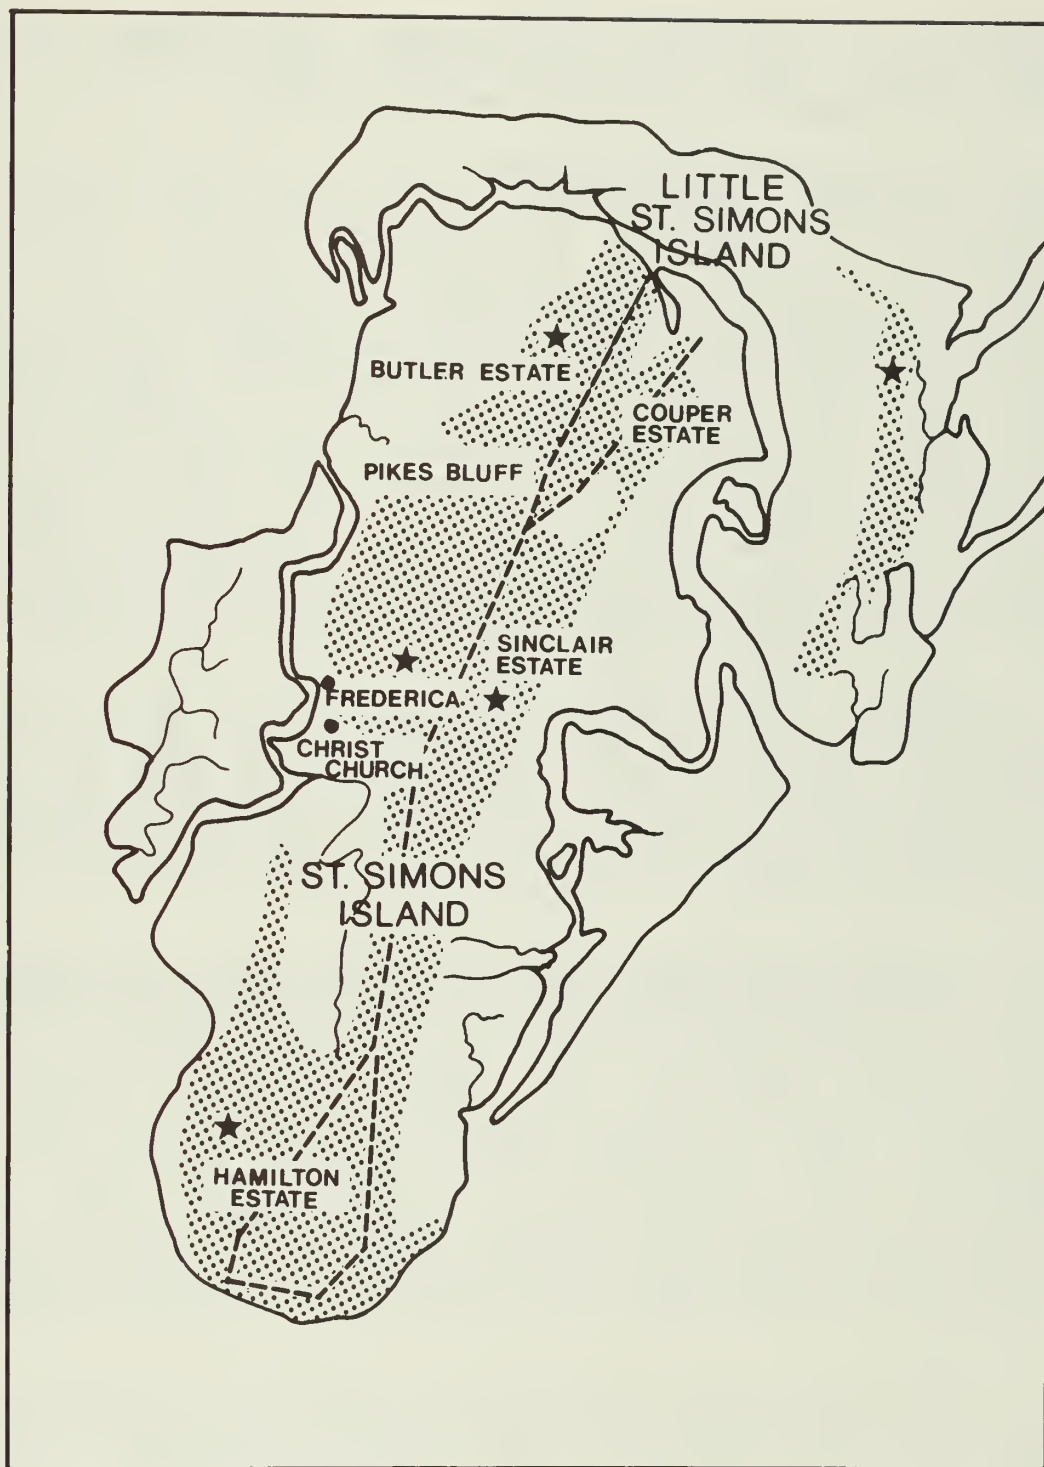 LITTLE
ST. SIMONS
ISLAND
BUTLER ESTATE
COUPER
ESTATE
PIKES BLUFF
SINCLAIR
ESTATE
FREDERICA
CHRIST
CHURCH
ST. SIMONS
ISLAND
HAMILTON
ESTATE